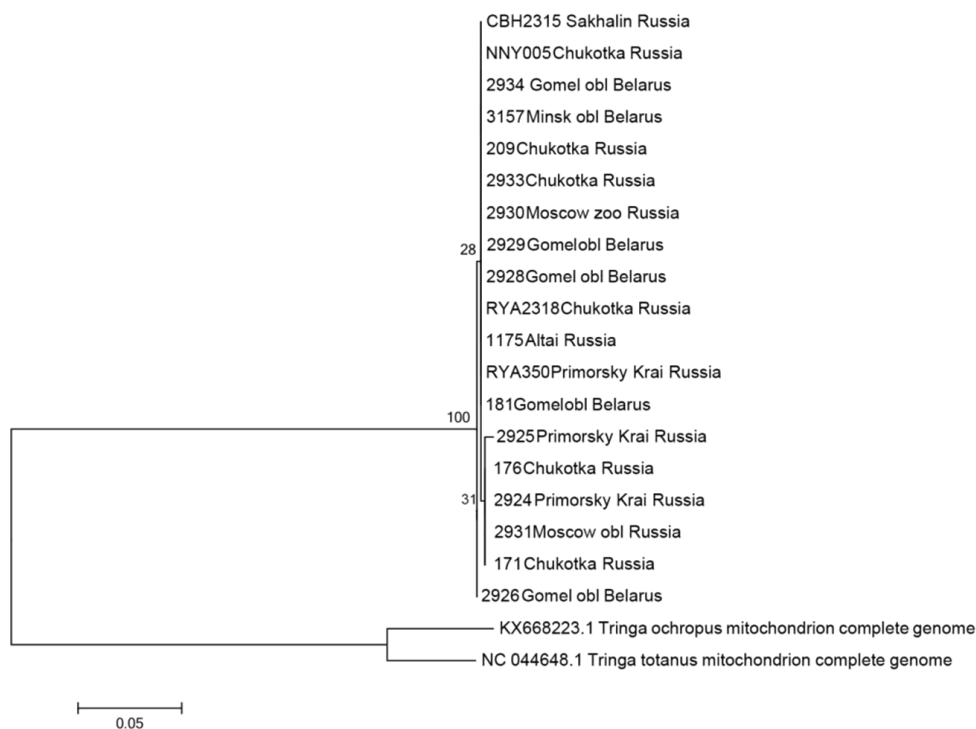 CBH2315 Sakhalin Russia
NNY005Chukotka Russia
2934 Gomel obl Belarus
3157Minsk obl Belarus
209Chukotka Russia
2933Chukotka Russia
2930Moscow zoo Russia
28
2929Gomelobl Belarus
2928Gomel obl Belarus
RYA2318Chukotka Russia
1175Altai Russia
RYA350Primorsky Krai Russia
181Gomelobl Belarus
100
2925Primorsky Krai Russia
176Chukotka Russia
31
2924Primorsky Krai Russia
2931Moscow obl Russia
171Chukotka Russia
2926Gomel obl Belarus
KX668223.1 Tringa ochropus mitochondrion complete genome
NC 044648.1 Tringa totanus mitochondrion complete genome
0.05